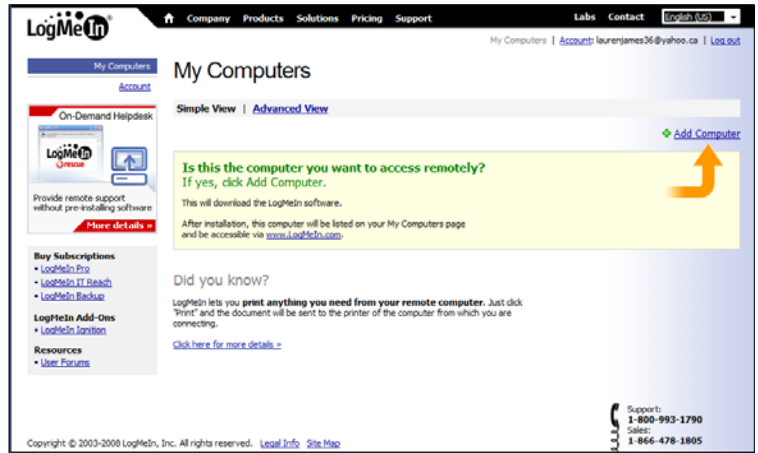 LogMeIn
Company Products Solutions Pricing Support
Labs Contact English (US)
My Computers | Account: laurenjames36@yahoo.ca | Log out
My Computers
Account
On-Demand Helpdesk
LogMeIn
rescue
Provide remote support
without pre-installing software
More details »
Buy Subscriptions
• LogMeIn Pro
• LogMeIn IT Reach
• LogMeIn Backup
LogMeIn Add-Ons
• LogMeIn Ignition
Resources
• User Forums
My Computers
Simple View | Advanced View
Add Computer
Is this the computer you want to access remotely?
If yes, click Add Computer.
This will download the LogMeIn software.
After installation, this computer will be listed on your My Computers page
and be accessible via www.LogMeIn.com.
Did you know?
LogMeIn lets you print anything you need from your remote computer. Just click
"Print" and the document will be sent to the printer of the computer from which you are
connecting.
Click here for more details »
Support:
1-800-993-1790
Sales:
1-866-478-1805
Copyright © 2003-2008 LogMeIn, Inc. All rights reserved. Legal Info Site Map